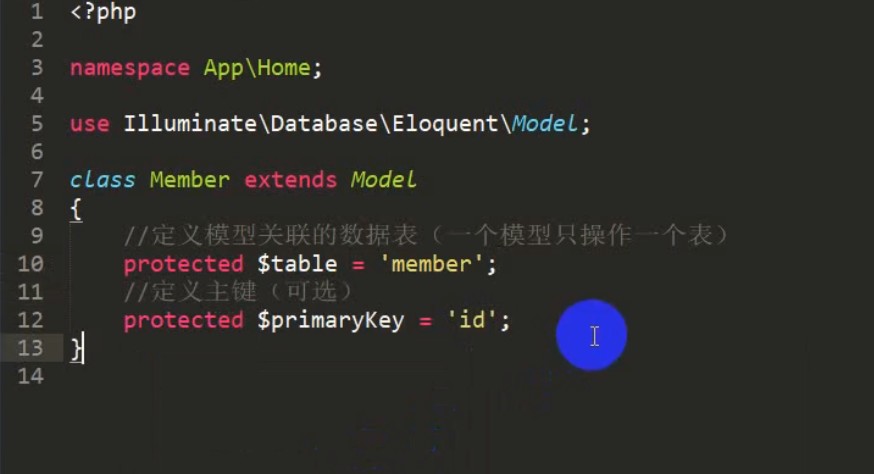 1 <?php
2
3 namespace App\Home;
4
5 use Illuminate\Database\Eloquent\Model;
6
7 class Member extends Model
8 {
9 //定义模型关联的数据表（一个模型只操作一个表）
10 protected $table = 'member';
11 //定义主键（可选）
12 protected $primaryKey = 'id';
13 }
14